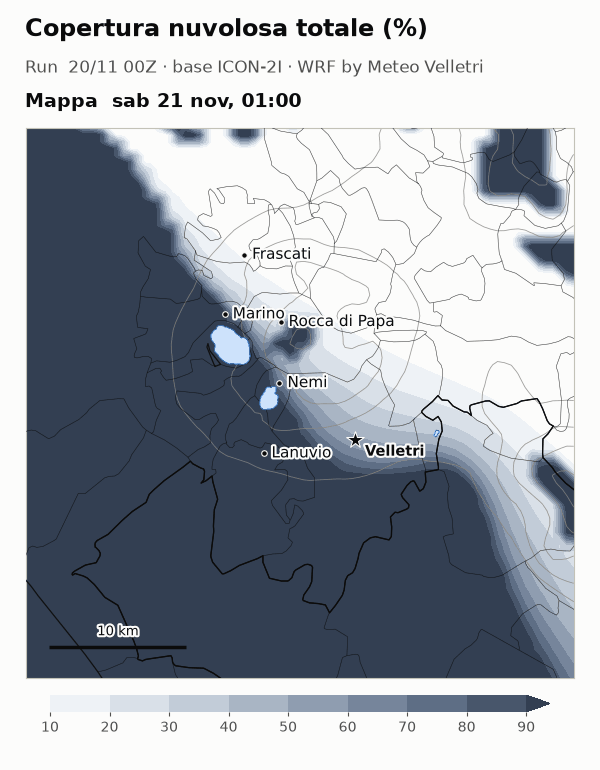 Copertura nuvolosa totale (%)
Run  20/11 00Z · base ICON-2I · WRF by Meteo Velletri
Mappa  sab 21 nov, 01:00
Frascati
Marino
Rocca di Papa
Nemi
Velletri
Lanuvio
10 km
10 20 30 40 50 60 70 80 90